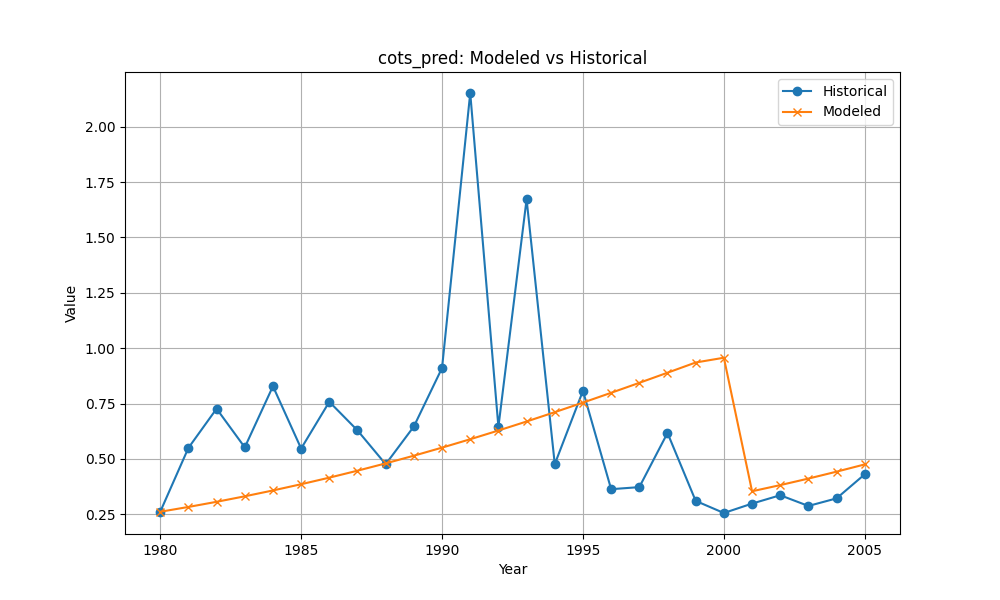 cots_pred: Modeled vs Historical
Historical
Modeled
2.00
1.75
1.50
1.25
1.00
0.75
0.50
0.25
Value
1980 1985 1990 1995 2000 2005
Year